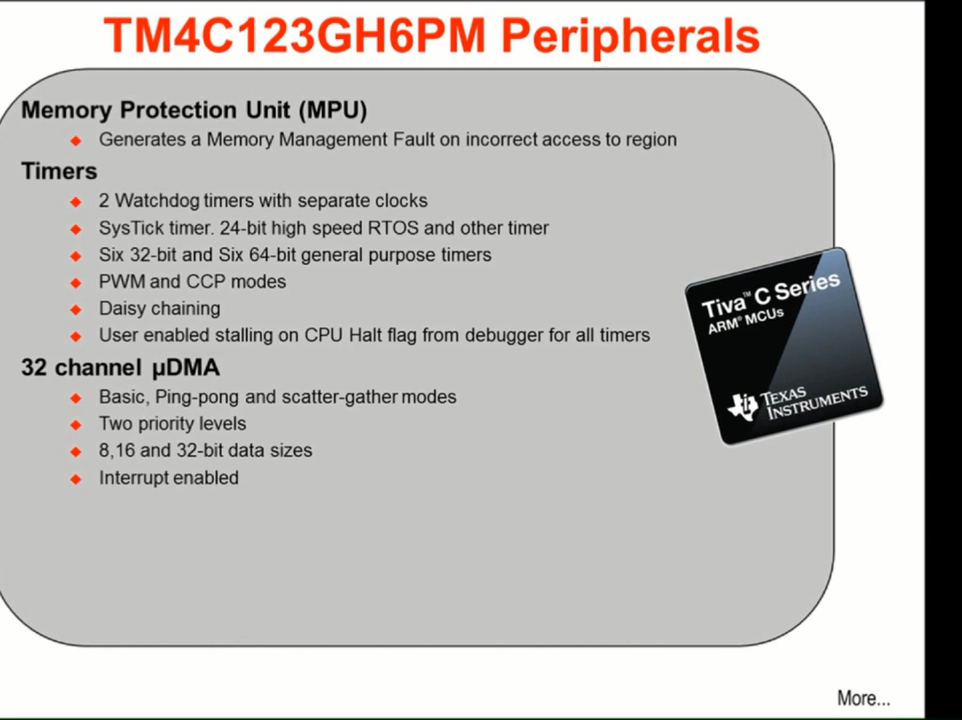 TM4C123GH6PM Peripherals
Memory Protection Unit (MPU)
Generates a Memory Management Fault on incorrect access to region
Timers
2 Watchdog timers with separate clocks
SysTick timer. 24-bit high speed RTOS and other timer
Six 32-bit and Six 64-bit general purpose timers
PWM and CCP modes
Daisy chaining
User enabled stalling on CPU Halt flag from debugger for all timers
32 channel µDMA
Basic, Ping-pong and scatter-gather modes
Two priority levels
8,16 and 32-bit data sizes
Interrupt enabled
Tiva™ C Series
ARM® MCUs
TEXAS
INSTRUMENTS
More...